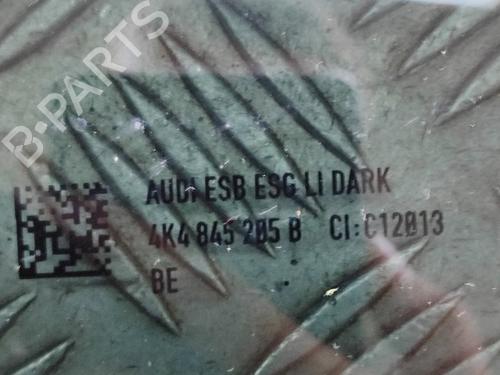 B-PARTS
AUDI ESB ESG LI DARK
4K4 845 205 B CI:C12013
BE